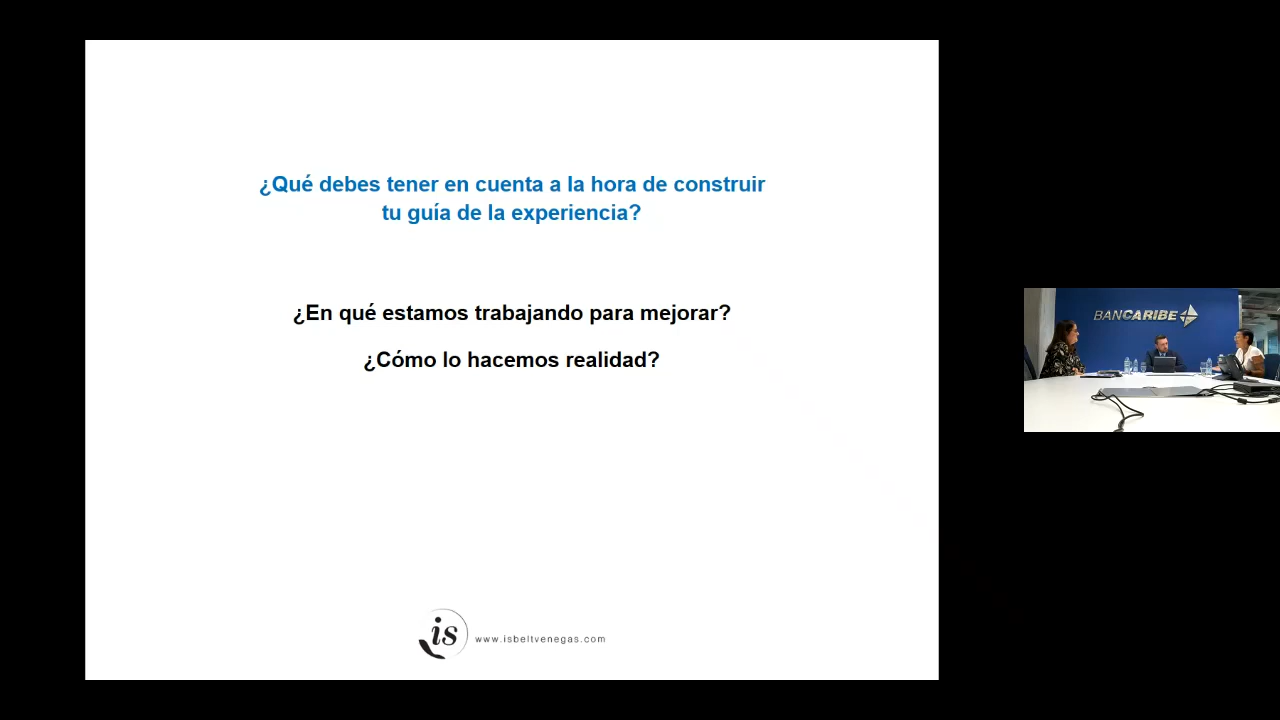 ¿Qué debes tener en cuenta a la hora de construir
tu guía de la experiencia?
¿En qué estamos trabajando para mejorar?
¿Cómo lo hacemos realidad?
is
www.isbeltvenegas.com
BANCARIBE